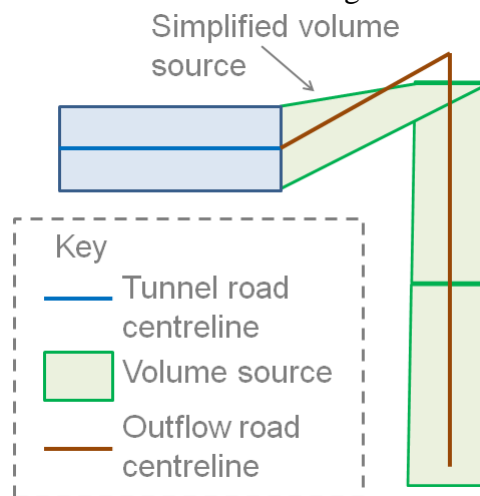 Simplified volume
source
Key
Tunnel road
centreline
Volume source
Outflow road
centreline